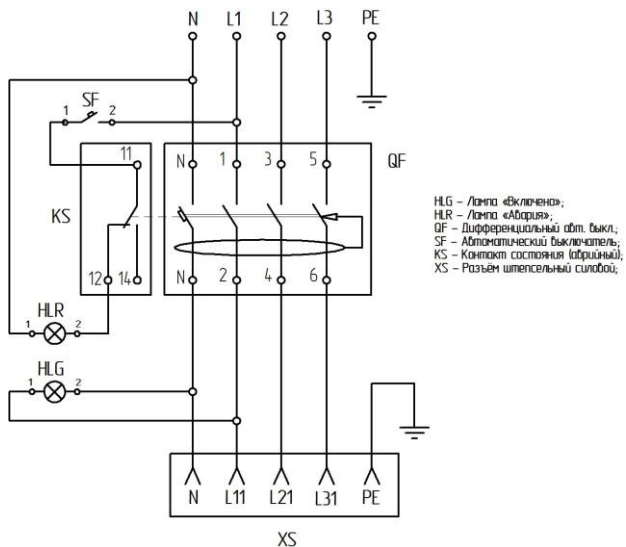 N L1 L2 L3 PE
SF
1 2
11
N 1 3 5
QF
KS
12 14
N 2 4 6
HLR
1 2
HLG
1 2
N L11 L21 L31 PE
XS
HLG – Лампа «Включено»;
HLR – Лампа «Авария»;
QF – Дифференциальный авт. выкл.;
SF – Автоматический выключатель;
KS – Контакт состояния (аврийный);
XS – Разъём штепсельный силовой;